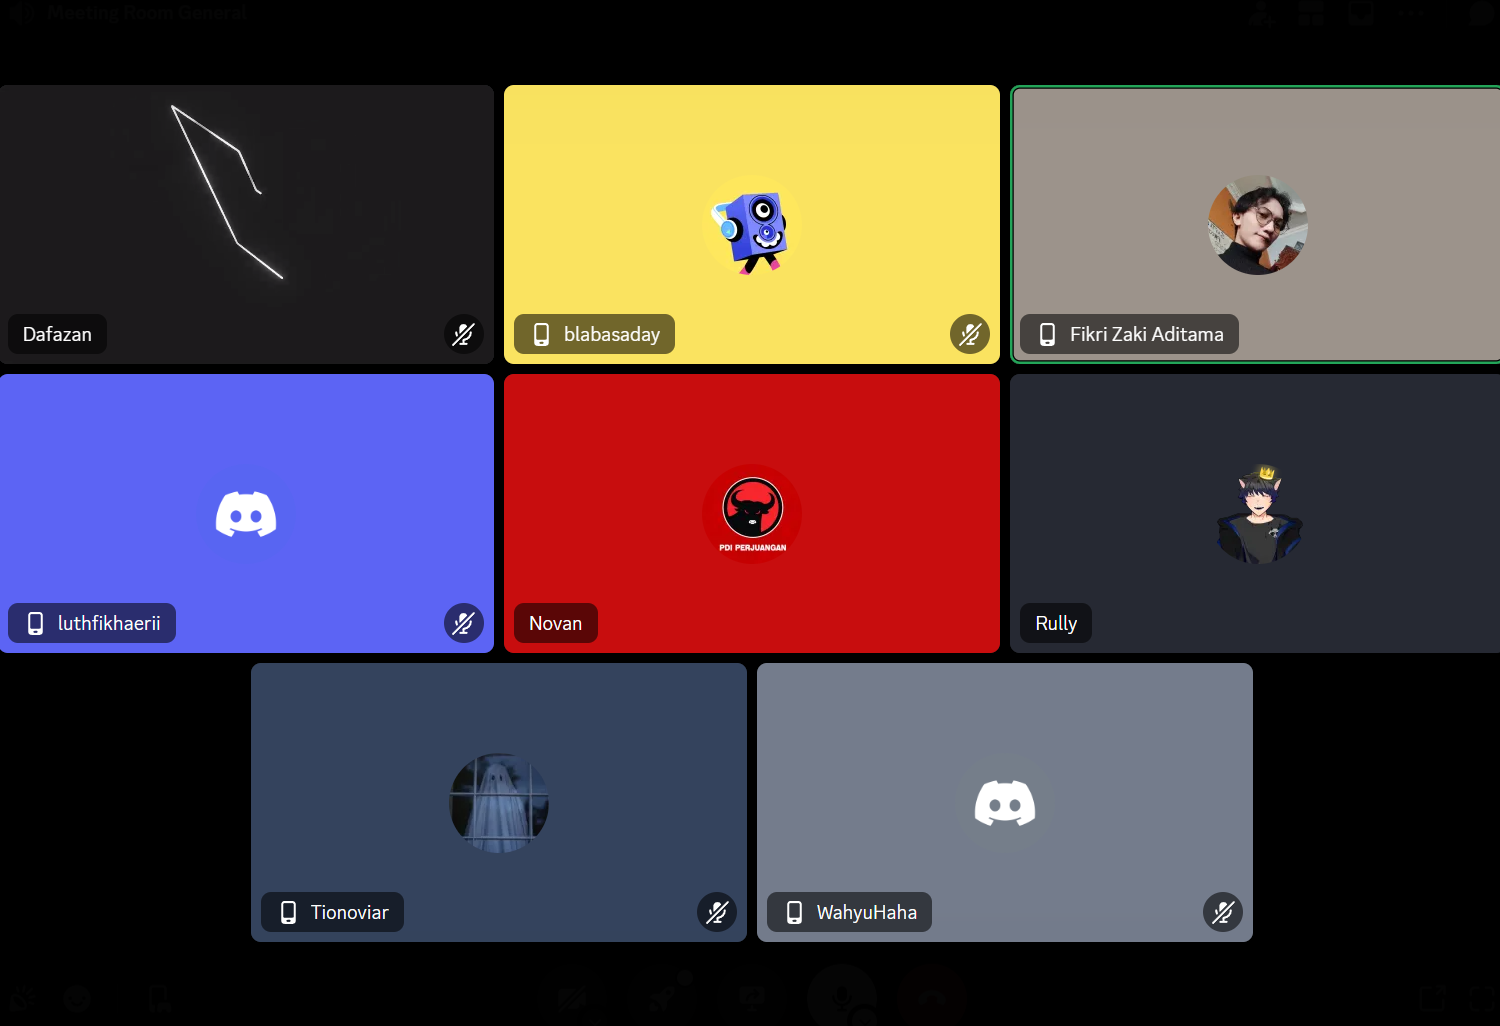 Meeting Room General
Dafazan
blabasaday
Fikri Zaki Aditama
luthfikhaerii
PDI PERJUANGAN
Novan
Rully
Tionoviar
WahyuHaha